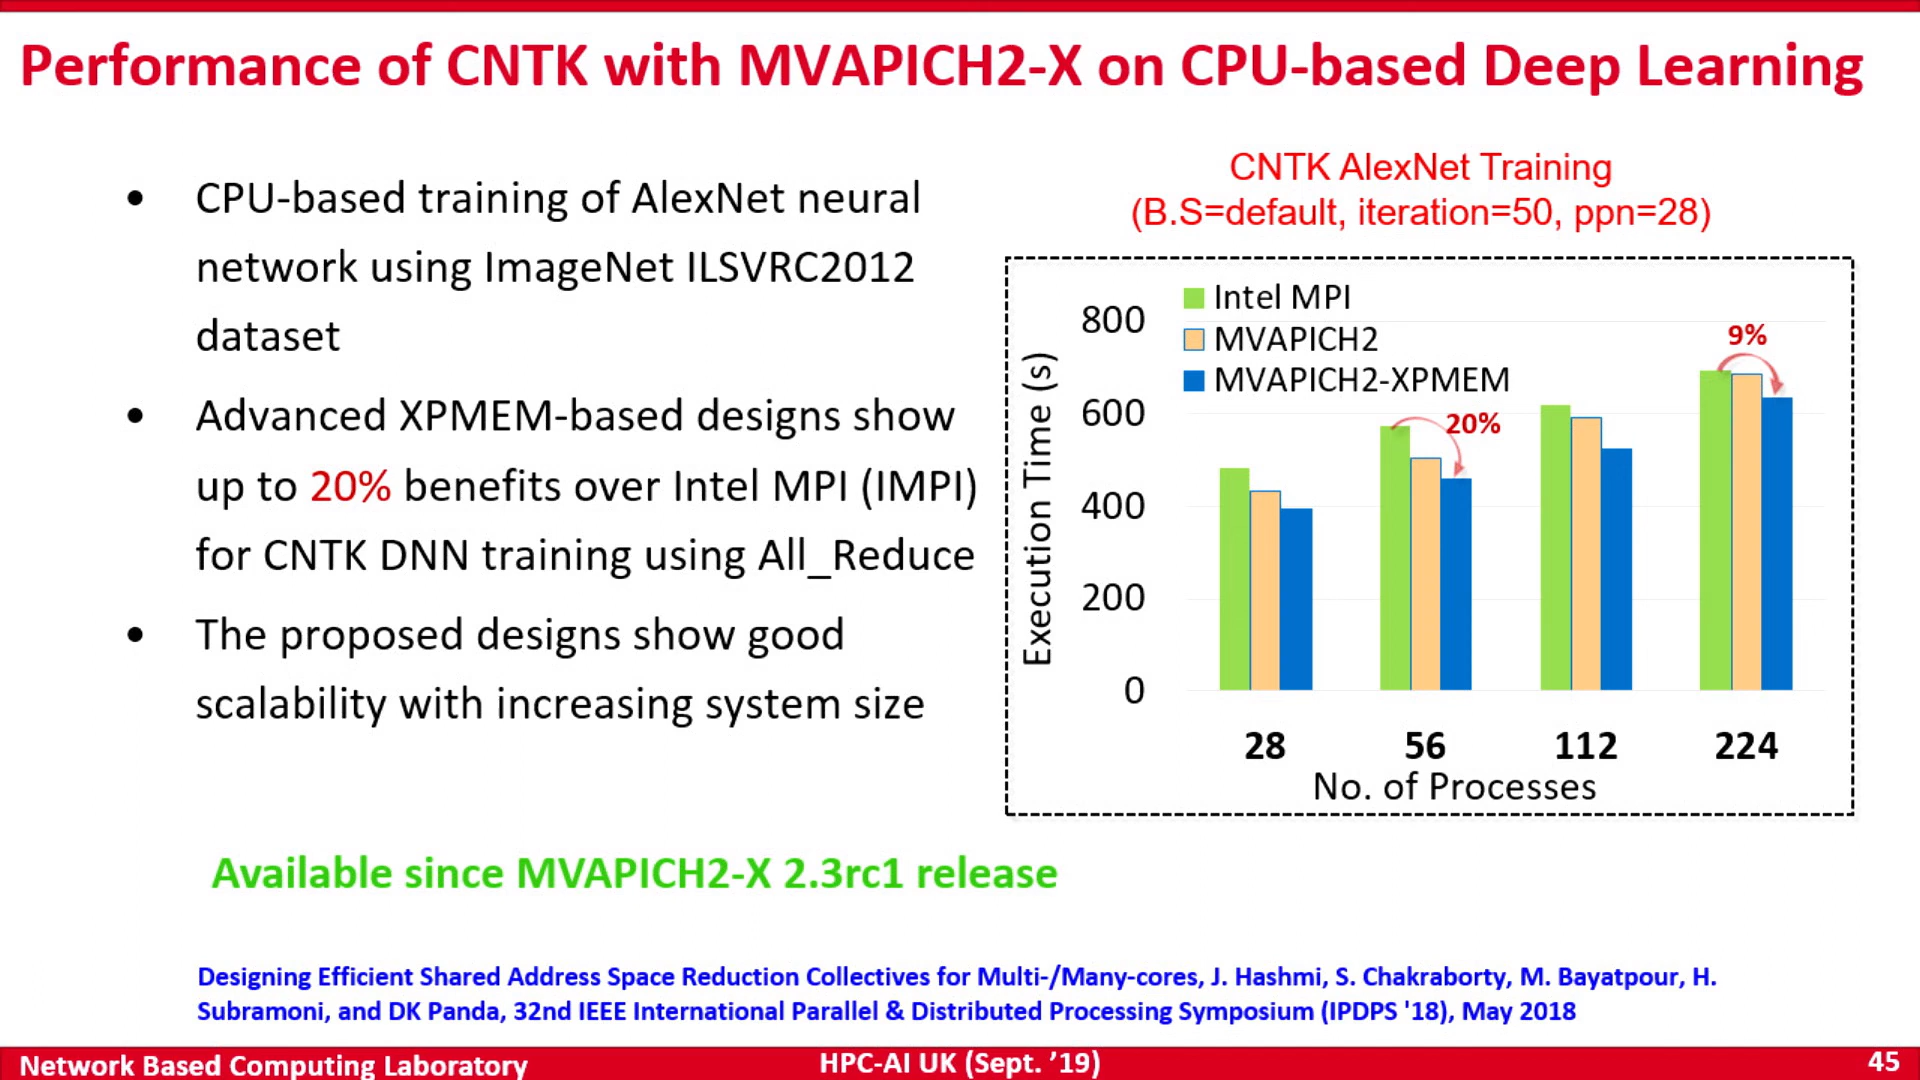 Performance of CNTK with MVAPICH2-X on CPU-based Deep Learning
• CPU-based training of AlexNet neural
network using ImageNet ILSVRC2012
dataset
• Advanced XPMEM-based designs show
up to 20% benefits over Intel MPI (IMPI)
for CNTK DNN training using All_Reduce
• The proposed designs show good
scalability with increasing system size
CNTK AlexNet Training
(B.S=default, iteration=50, ppn=28)
Execution Time (s)
800
600
400
200
0
Intel MPI
MVAPICH2
MVAPICH2-XPMEM
20%
9%
28 56 112 224
No. of Processes
Available since MVAPICH2-X 2.3rc1 release
Designing Efficient Shared Address Space Reduction Collectives for Multi-/Many-cores, J. Hashmi, S. Chakraborty, M. Bayatpour, H.
Subramoni, and DK Panda, 32nd IEEE International Parallel & Distributed Processing Symposium (IPDPS '18), May 2018
Network Based Computing Laboratory
HPC-AI UK (Sept. ’19)
45